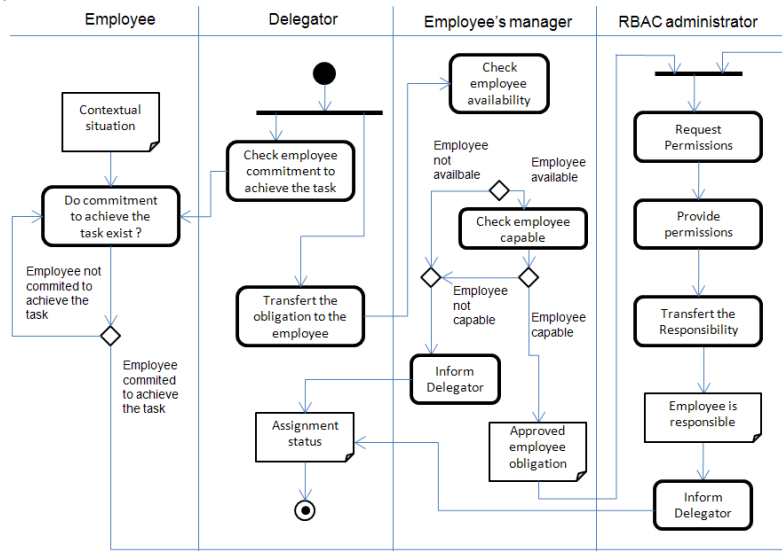 Employee
Delegator
Employee's manager
RBAC administrator
Contextual
situation
Do commitment
to achieve the
task exist ?
Employee not
commited to
achieve the
task
Employee
commited to
achieve the task
Check employee
commitment to
achieve the task
Transfert the
obligation to the
employee
Assignment
status
Check
employee
availability
Employee
not
availbale
Employee
available
Check employee
capable
Employee
not
capable
Employee
capable
Inform
Delegator
Approved
employee
obligation
Request
Permissions
Provide
permissions
Transfert the
Responsibility
Employee is
responsible
Inform
Delegator